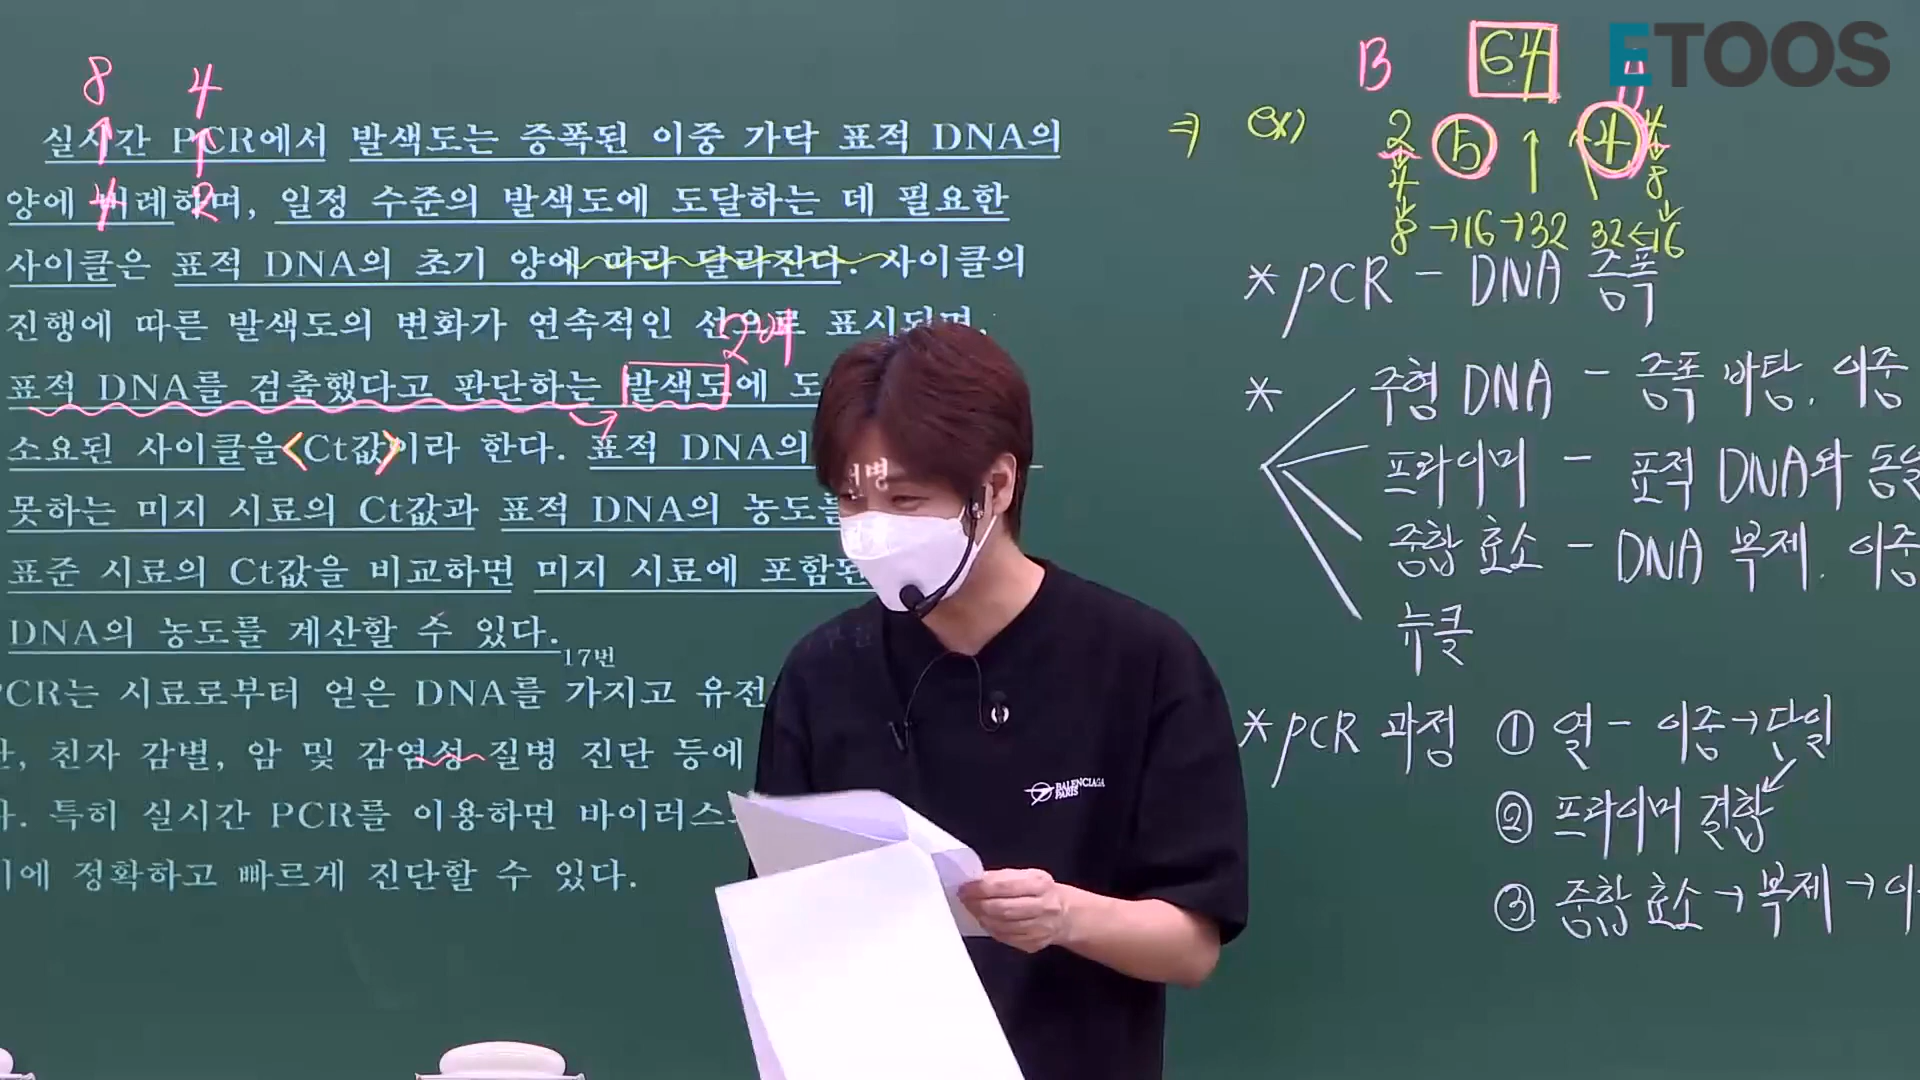 ETOOS
8 4
4 2
실시간 PCR에서 발색도는 증폭된 이중 가닥 표적 DNA의
양에 비례하며, 일정 수준의 발색도에 도달하는 데 필요한
사이클은 표적 DNA의 초기 양에 따라 달라진다. 사이클의
진행에 따른 발색도의 변화가 연속적인 선으로 표시되며,
표적 DNA를 검출했다고 판단하는 발색도에 도
소요된 사이클을 <Ct값>이라 한다. 표적 DNA의
못하는 미지 시료의 Ct값과 표적 DNA의 농도를
표준 시료의 Ct값을 비교하면 미지 시료에 포함된
DNA의 농도를 계산할 수 있다.
17번
PCR는 시료로부터 얻은 DNA를 가지고 유전
, 친자 감별, 암 및 감염성 질병 진단 등에
. 특히 실시간 PCR를 이용하면 바이러스
에 정확하고 빠르게 진단할 수 있다.
B 64
⇒ ex) 2 5 ↑ 4 4
4 8
8 →16 →32 32 ←16
* PCR - DNA 증폭
* 주형 DNA - 증폭 바탕. 이중
프라이머 - 표적 DNA와 동일
중합 효소 - DNA 복제. 이중
뉴클
* PCR 과정 ① 열 - 이중→단일
② 프라이머 결합
③ 중합 효소 → 복제 → 이
BALENCIAGA
PARIS